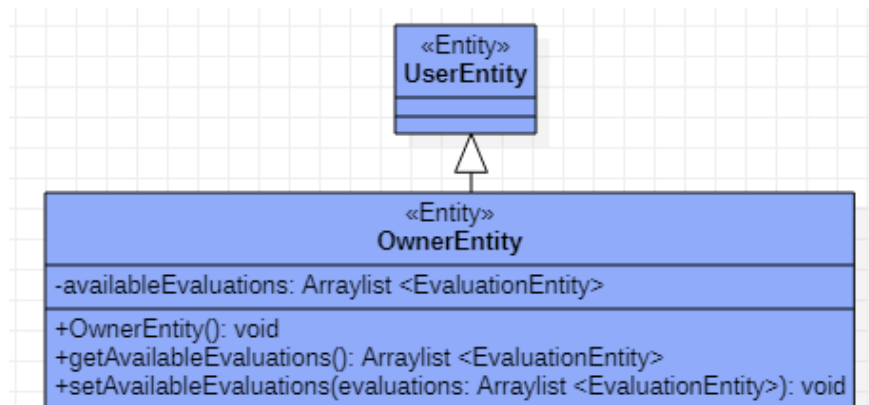 «Entity»
UserEntity
«Entity»
OwnerEntity
-availableEvaluations: Arraylist <EvaluationEntity>
+OwnerEntity(): void
+getAvailableEvaluations(): Arraylist <EvaluationEntity>
+setAvailableEvaluations(evaluations: Arraylist <EvaluationEntity>): void